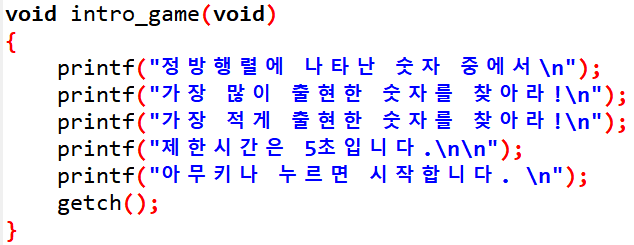 void intro_game(void)
{
    printf("정방행렬에 나타난 숫자 중에서\n");
    printf("가장 많이 출현한 숫자를 찾아라!\n");
    printf("가장 적게 출현한 숫자를 찾아라!\n");
    printf("제한시간은 5초입니다.\n\n");
    printf("아무키나 누르면 시작합니다. \n");
    getch();
}